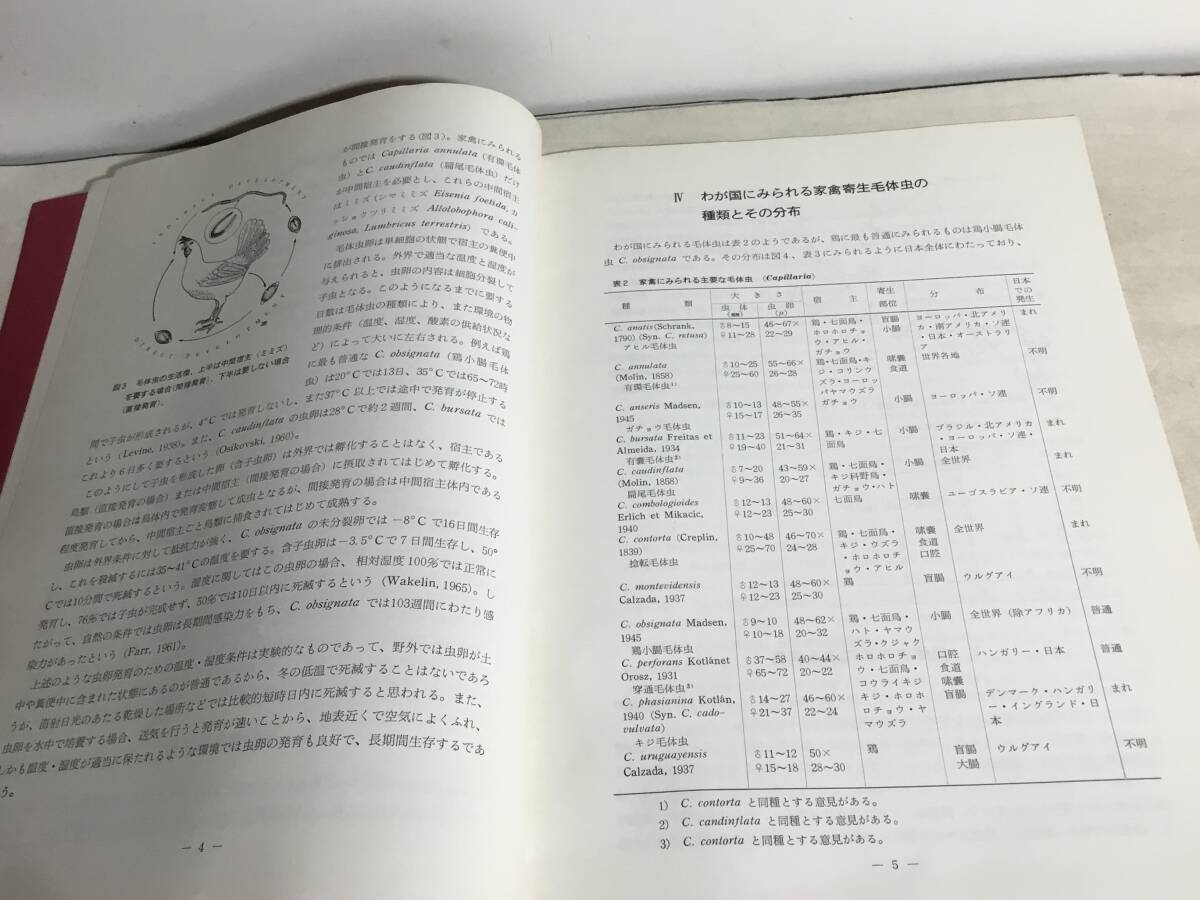 が間接発育をする(図3)。家禽にみられる
ものでは Capillaria annulata (有環毛体
虫)とC. caudinflata (扁尾毛体虫) だけ
が中間宿主を必要とし、これらの中間宿主
はミミズ(シマミミズ Eisenia foetida, カ
ッショクツリミミズ Allolobophora cali-
ginosa, Lumbricus terrestris) である。
毛体虫卵は単細胞の状態で宿主の糞便中
に排出される。外界で適当な温度と湿度が
与えられると、虫卵の内容は細胞分裂して
子虫となる。このようになるまでに要する
日数は毛体虫の種類により、また環境の物
理的条件(温度、湿度、酸素の供給状況な
ど)によって大いに左右される。例えば鶏
に最も普通な C. obsignata (鶏小腸毛体
虫)は20°Cでは13日、35°Cでは65～72時
DIRECT DEVELOPMENT
図3 毛体虫の生活環、上半は中間宿主(ミミズ)
を要する場合(間接発育)、下半は要しない場合
(直接発育)。
間で子虫が形成されるが、4°Cでは発育しないし、また37°C以上では途中で発育が停止する
という (Levine, 1938)。また、C. caudinflata の虫卵は28°Cで約2週間、C. bursata では
これより6日多く要するという (Osikovski, 1960)。
このようにして子虫を形成した卵(含子虫卵)は外界では孵化することはなく、宿主である
鳥類(直接発育の場合)または中間宿主(間接発育の場合)に摂取されてはじめて孵化する。
直接発育の場合は鳥体内で発育変態して成虫となるが、間接発育の場合は中間宿主体内である
程度発育してから、中間宿主ごと鳥類に捕食されてはじめて成熟する。
虫卵は外界条件に対して抵抗力が強く、C. obsignata の未分裂卵では－8°Cで16日間生存
し、これを殺滅するには35～41°Cの温度を要する。含子虫卵は－3.5°Cで7日間生存し、50°
Cでは10分間で死滅するという。湿度に関してはこの虫卵の場合、相対湿度100％では正常に
発育し、76％では子虫が完成せず、50％では10日以内に死滅するという (Wakelin, 1965)。し
たがって、自然の条件では虫卵は長期間感染力をもち、C. obsignata では103週間にわたり感
染力があったという (Farr, 1961)。
上述のような虫卵発育のための温度・湿度条件は実験的なものであって、野外では虫卵が土
中や糞便中に含まれた状態にあるのが普通であるから、冬の低温で死滅することはないであろ
うが、直射日光のあたる乾燥した場所などでは比較的短時日内に死滅すると思われる。また、
虫卵を水中で培養する場合、送気を行うと発育が速いことから、地表近くで空気によくふれ、
しかも温度・湿度が適当に保たれるような環境では虫卵の発育も良好で、長期間生存するであ
う。
― 4 ―
Ⅳ わが国にみられる家禽寄生毛体虫の
種類とその分布
わが国にみられる毛体虫は表2のようであるが、鶏に最も普通にみられるものは鶏小腸毛体
虫 C. obsignata である。その分布は図4、表3にみられるように日本全体にわたっており、
表2 家禽にみられる主要な毛体虫 (Capillaria)
種 類 大きさ 宿 主 寄生部位 分 布 日本での発生
虫体(mm) 虫卵(μ)
C. anatis(Schrank, ♂8～15 46～67× 鶏・七面鳥・ 盲腸 ヨーロッパ・北アメリ まれ
1790) (Syn. C. retusa) ♀11～28 22～29 ホロホロチョ 小腸 カ・南アメリカ・ソ連
アヒル毛体虫 ウ・アヒル・ ・日本・オーストラリ
ガチョウ ア
C. annulata ♂10～25 55～66× 鶏・七面鳥・キ 嗉囊 世界各地 不明
(Molin, 1858) ♀25～60 26～28 ジ・コリンウ 食道
有環毛体虫1) ズラ・ヨーロッ
パヤマウズラ
C. anseris Madsen, ♂10～13 48～55× ガチョウ 小腸 ヨーロッパ・ソ連 不明
1945 ♀15～17 26～35
ガチョウ毛体虫
C. bursata Freitas et ♂11～23 51～64× 鶏・キジ・七 小腸 ブラジル・北アメリカ まれ
Almeida, 1934 ♀19～40 21～31 面鳥 ・ヨーロッパ・ソ連・
有囊毛体虫2) 日本
C. caudinflata ♂7～20 43～59× 鶏・七面鳥・ 小腸 全世界 まれ
(Molin, 1858) ♀9～36 20～27 キジ科野鳥・
扁尾毛体虫 ガチョウ・ハト
C. combologioides ♂12～13 48～60× 七面鳥 嗉囊 ユーゴスラビア・ソ連 不明
Erlich et Mikacic, ♀12～23 25～30
1940
C. contorta (Creplin, ♂10～48 46～70× 鶏・七面鳥・ 嗉囊 全世界 まれ
1839) ♀25～70 24～28 キジ・ウズラ 食道
捻転毛体虫 ・ホロホロチ 口腔
ョウ・アヒル
C. montevidensis ♂12～13 48～60× 鶏 盲腸 ウルグアイ 不明
Calzada, 1937 ♀12～23 25～30
C. obsignata Madsen, ♂9～10 48～62× 鶏・七面鳥・ 小腸 全世界(除アフリカ) 普通
1945 ♀10～18 20～32 ハト・ヤマウ
鶏小腸毛体虫 ズラ・クジャク
C. perforans Kotlánet ♂37～58 40～44× ホロホロチョ 口腔 ハンガリー・日本 普通
Orosz, 1931 ♀65～72 20～22 ウ・七面鳥・ 食道
穿通毛体虫3) コウライキジ 嗉囊
C. phasianina Kotlán, ♂14～27 46～60× キジ・ホロホ 盲腸 デンマーク・ハンガリ まれ
1940 (Syn. C. cado- ♀21～37 22～24 ロチョウ・ヤ ー・イングランド・日
vulvata) マウズラ 本
キジ毛体虫
C. uruguayensis ♂11～12 50× 鶏 盲腸 ウルグアイ 不明
Calzada, 1937 ♀15～18 28～30 大腸
1) C. contorta と同種とする意見がある。
2) C. candinflata と同種とする意見がある。
3) C. contorta と同種とする意見がある。
― 5 ―